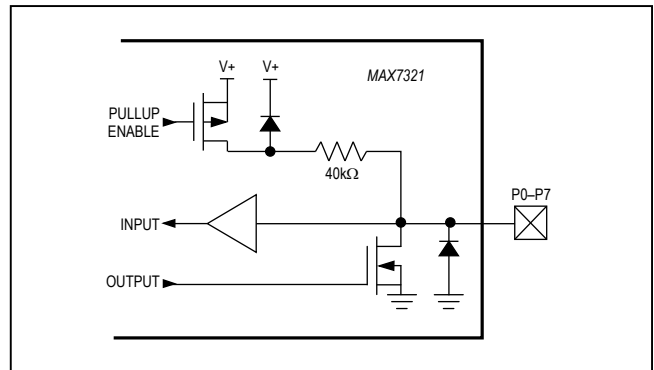 V+ V+
MAX7321
PULLUP
ENABLE
40kΩ
P0–P7
INPUT
OUTPUT